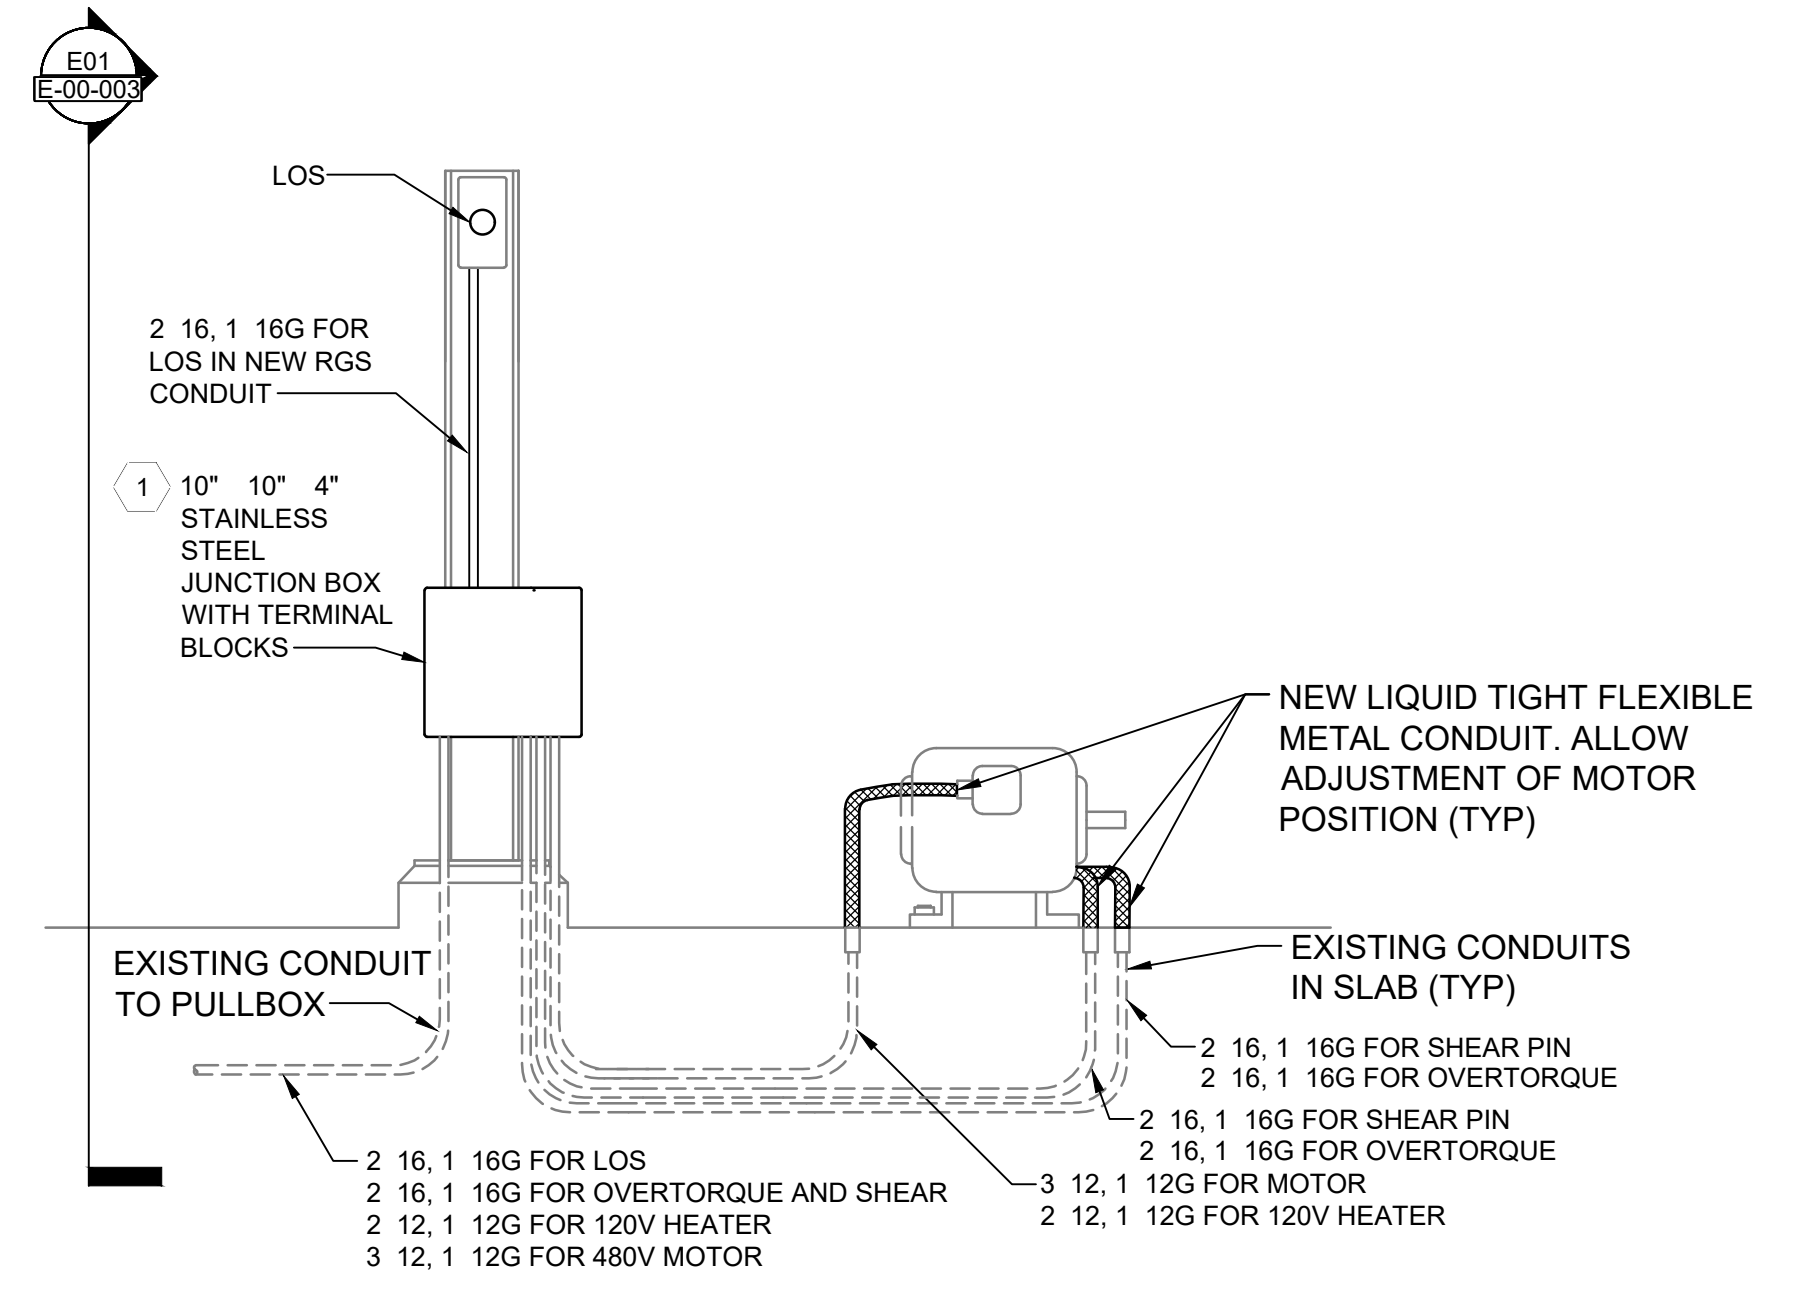 E01
E-00-003
LOS
2 16, 1 16G FOR
LOS IN NEW RGS
CONDUIT
1
10" 10" 4"
STAINLESS
STEEL
JUNCTION BOX
WITH TERMINAL
BLOCKS
NEW LIQUID TIGHT FLEXIBLE
METAL CONDUIT. ALLOW
ADJUSTMENT OF MOTOR
POSITION (TYP)
EXISTING CONDUIT
TO PULLBOX
EXISTING CONDUITS
IN SLAB (TYP)
2 16, 1 16G FOR SHEAR PIN
2 16, 1 16G FOR OVERTORQUE
2 16, 1 16G FOR SHEAR PIN
2 16, 1 16G FOR OVERTORQUE
3 12, 1 12G FOR MOTOR
2 12, 1 12G FOR 120V HEATER
2 16, 1 16G FOR LOS
2 16, 1 16G FOR OVERTORQUE AND SHEAR
2 12, 1 12G FOR 120V HEATER
3 12, 1 12G FOR 480V MOTOR